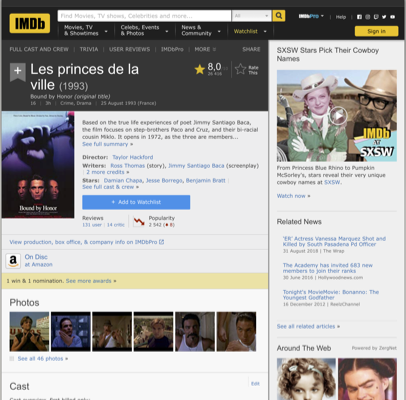 IMDb
Find Movies, TV shows, Celebrities and more...
All
IMDbPro
Help
Movies, TV
& Showtimes
Celebs, Events
& Photos
News &
Community
Watchlist
Sign in
FULL CAST AND CREW | TRIVIA | USER REVIEWS | IMDbPro | MORE
SHARE
Les princes de la
ville (1993)
8,0
Rate
This
Bound by Honor (original title)
16 | 3h | Crime, Drama | 25 August 1993 (France)
Bound by Honor
Based on the true life experiences of poet Jimmy Santiago Baca,
the film focuses on step-brothers Paco and Cruz, and their bi-racial
cousin Miklo. It opens in 1972, as the three are members...
See full summary »
Director: Taylor Hackford
Writers: Ross Thomas (story), Jimmy Santiago Baca (screenplay)
| 2 more credits »
Stars: Damian Chapa, Jesse Borrego, Benjamin Bratt |
See full cast & crew »
+ Add to Watchlist
Reviews
131 user | 14 critic
Popularity
2 542
View production, box office, & company info on IMDbPro
On Disc
at Amazon
1 win & 1 nomination. See more awards »
Photos
See all 46 photos »
Cast
Edit
SXSW Stars Pick Their Cowboy
Names
IMDb
AT
SXSW
From Princess Blue Rhino to Pumpkin
McSorley's, stars reveal their very unique
cowboy names at SXSW.
Watch now »
Related News
'ER' Actress Vanessa Marquez Shot and
Killed by South Pasadena Pd Officer
31 August 2018 | The Wrap
The Academy has invited 683 new
members to join their ranks
30 June 2016 | Hollywoodnews.com
Tonight's MovieMovie: Bonanno: The
Youngest Godfather
16 December 2012 | ReelsChannel
See all related articles »
Around The Web
Powered by ZergNet